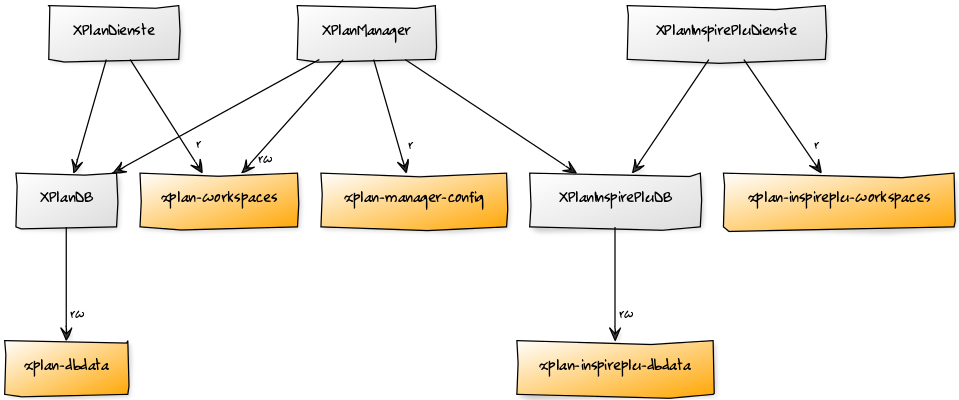 XPlanDienste
XPlanManager
XPlanInspirePluDienste
r
rw
r
r
XPlanDB
xplan-workspaces
xplan-manager-config
XPlanInspirePluDB
xplan-inspireplu-workspaces
rw
rw
xplan-dbdata
xplan-inspireplu-dbdata